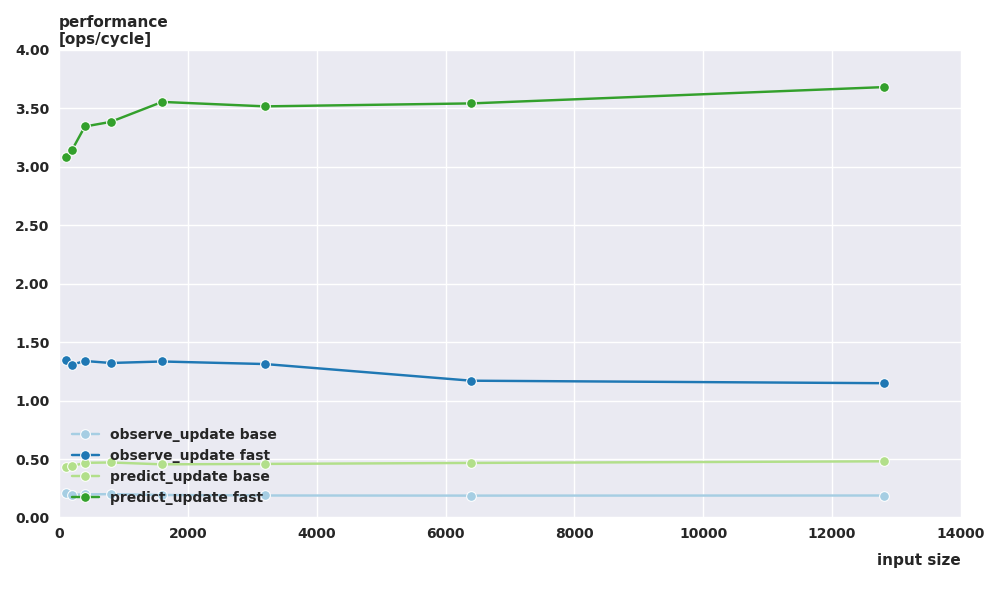 performance
[ops/cycle]
4.00
3.50
3.00
2.50
2.00
1.50
1.00
0.50
0.00
observe_update base
observe_update fast
predict_update base
predict_update fast
0 2000 4000 6000 8000 10000 12000 14000
input size